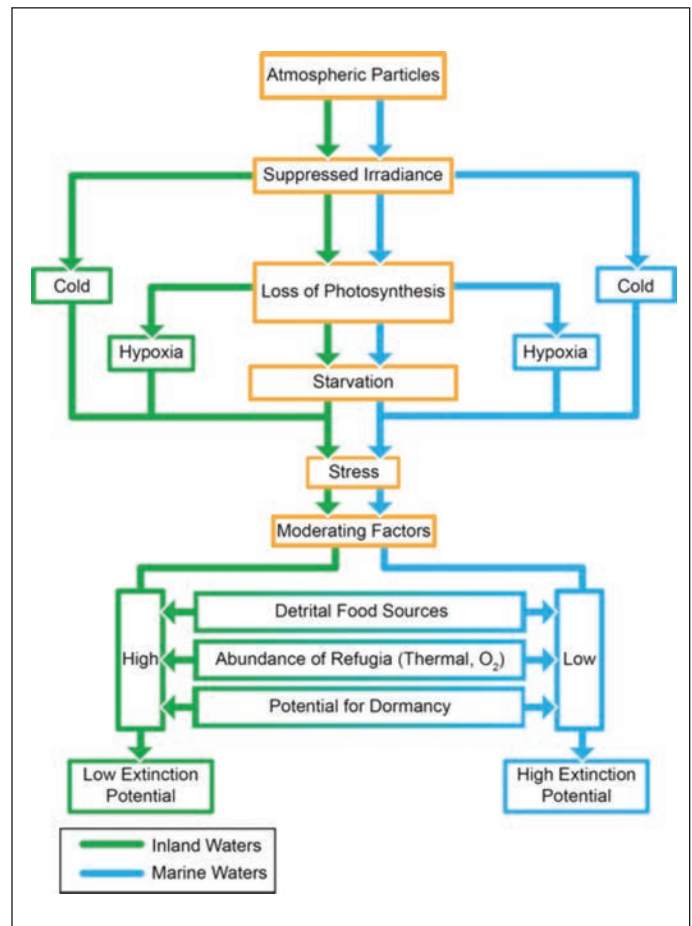 Atmospheric Particles
Suppressed Irradiance
Cold
Loss of Photosynthesis
Cold
Hypoxia
Hypoxia
Starvation
Stress
Moderating Factors
High
Detrital Food Sources
Abundance of Refugia (Thermal, O₂)
Potential for Dormancy
Low
Low Extinction
Potential
High Extinction
Potential
Inland Waters
Marine Waters